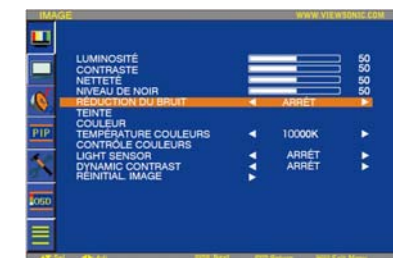 IMAGE WWW.VIEWSONIC.COM
LUMINOSITÉ 50
CONTRASTE 50
NETTETÉ 50
NIVEAU DE NOIR 50
RÉDUCTION DU BRUIT ARRÊT
TEINTE
COULEUR
TEMPÉRATURE COULEURS 10000K
CONTRÔLE COULEURS
LIGHT SENSOR ARRÊT
DYNAMIC CONTRAST ARRÊT
RÉINITIAL. IMAGE
PIP
OSD